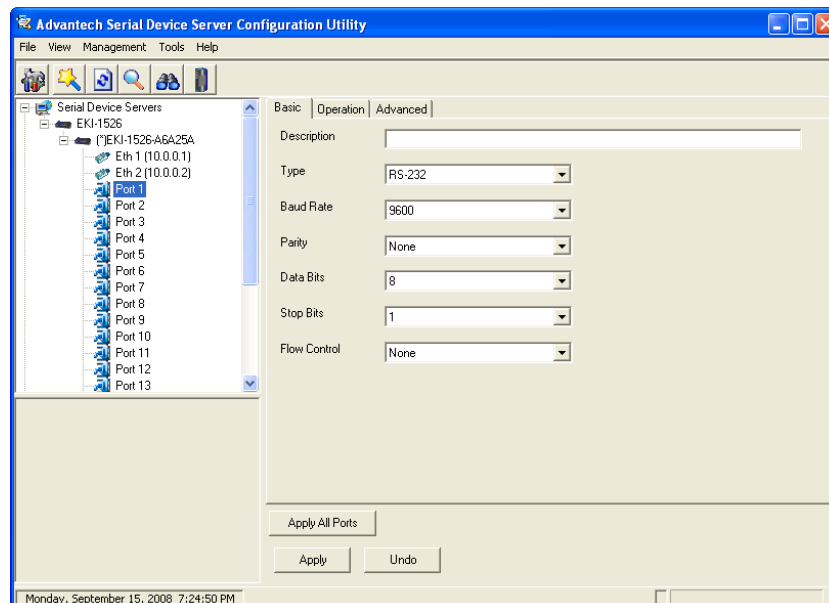 Advantech Serial Device Server Configuration Utility
File View Management Tools Help
Serial Device Servers
EKI-1526
(*)EKI-1526-A6A25A
Eth 1 (10.0.0.1)
Eth 2 (10.0.0.2)
Port 1
Port 2
Port 3
Port 4
Port 5
Port 6
Port 7
Port 8
Port 9
Port 10
Port 11
Port 12
Port 13
Basic Operation Advanced
Description
Type RS-232
Baud Rate 9600
Parity None
Data Bits 8
Stop Bits 1
Flow Control None
Apply All Ports
Apply Undo
Monday, September 15, 2008 7:24:50 PM